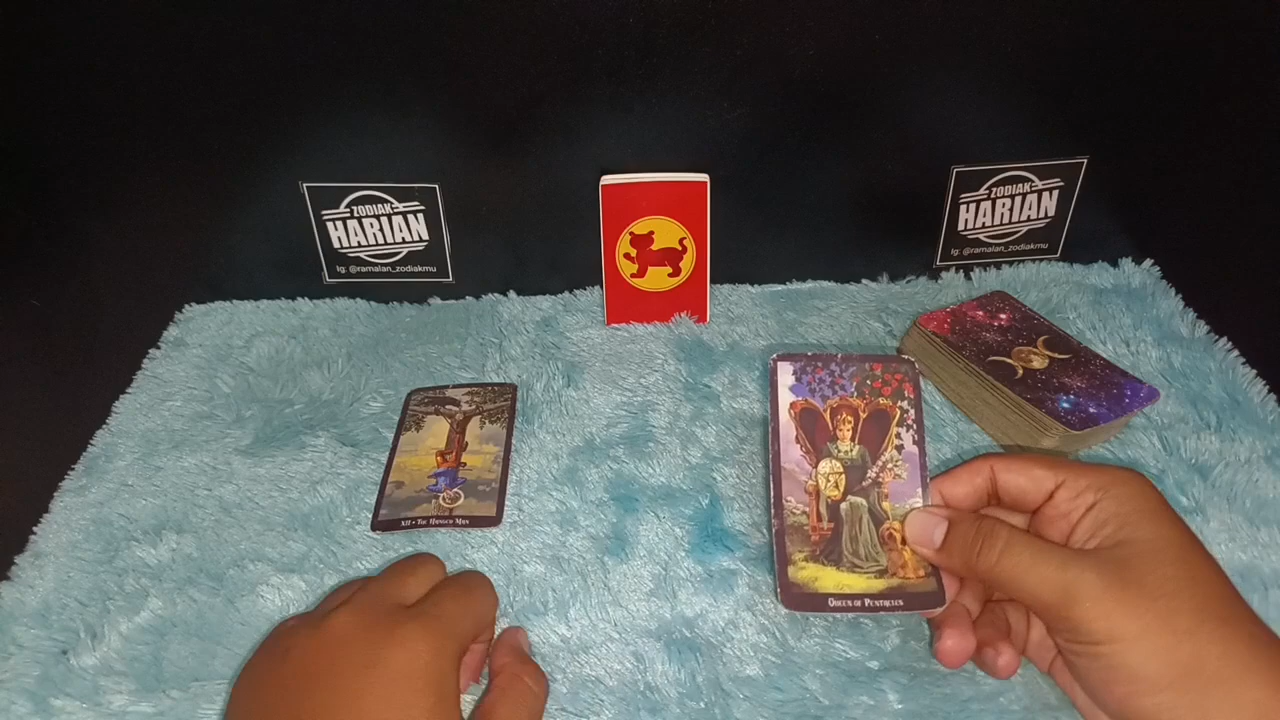 ZODIAK
HARIAN
Ig: @ramalan_zodiakmu
ZODIAK
HARIAN
Ig: @ramalan_zodiakmu
XII • The Hanged Man
Queen of Pentacles